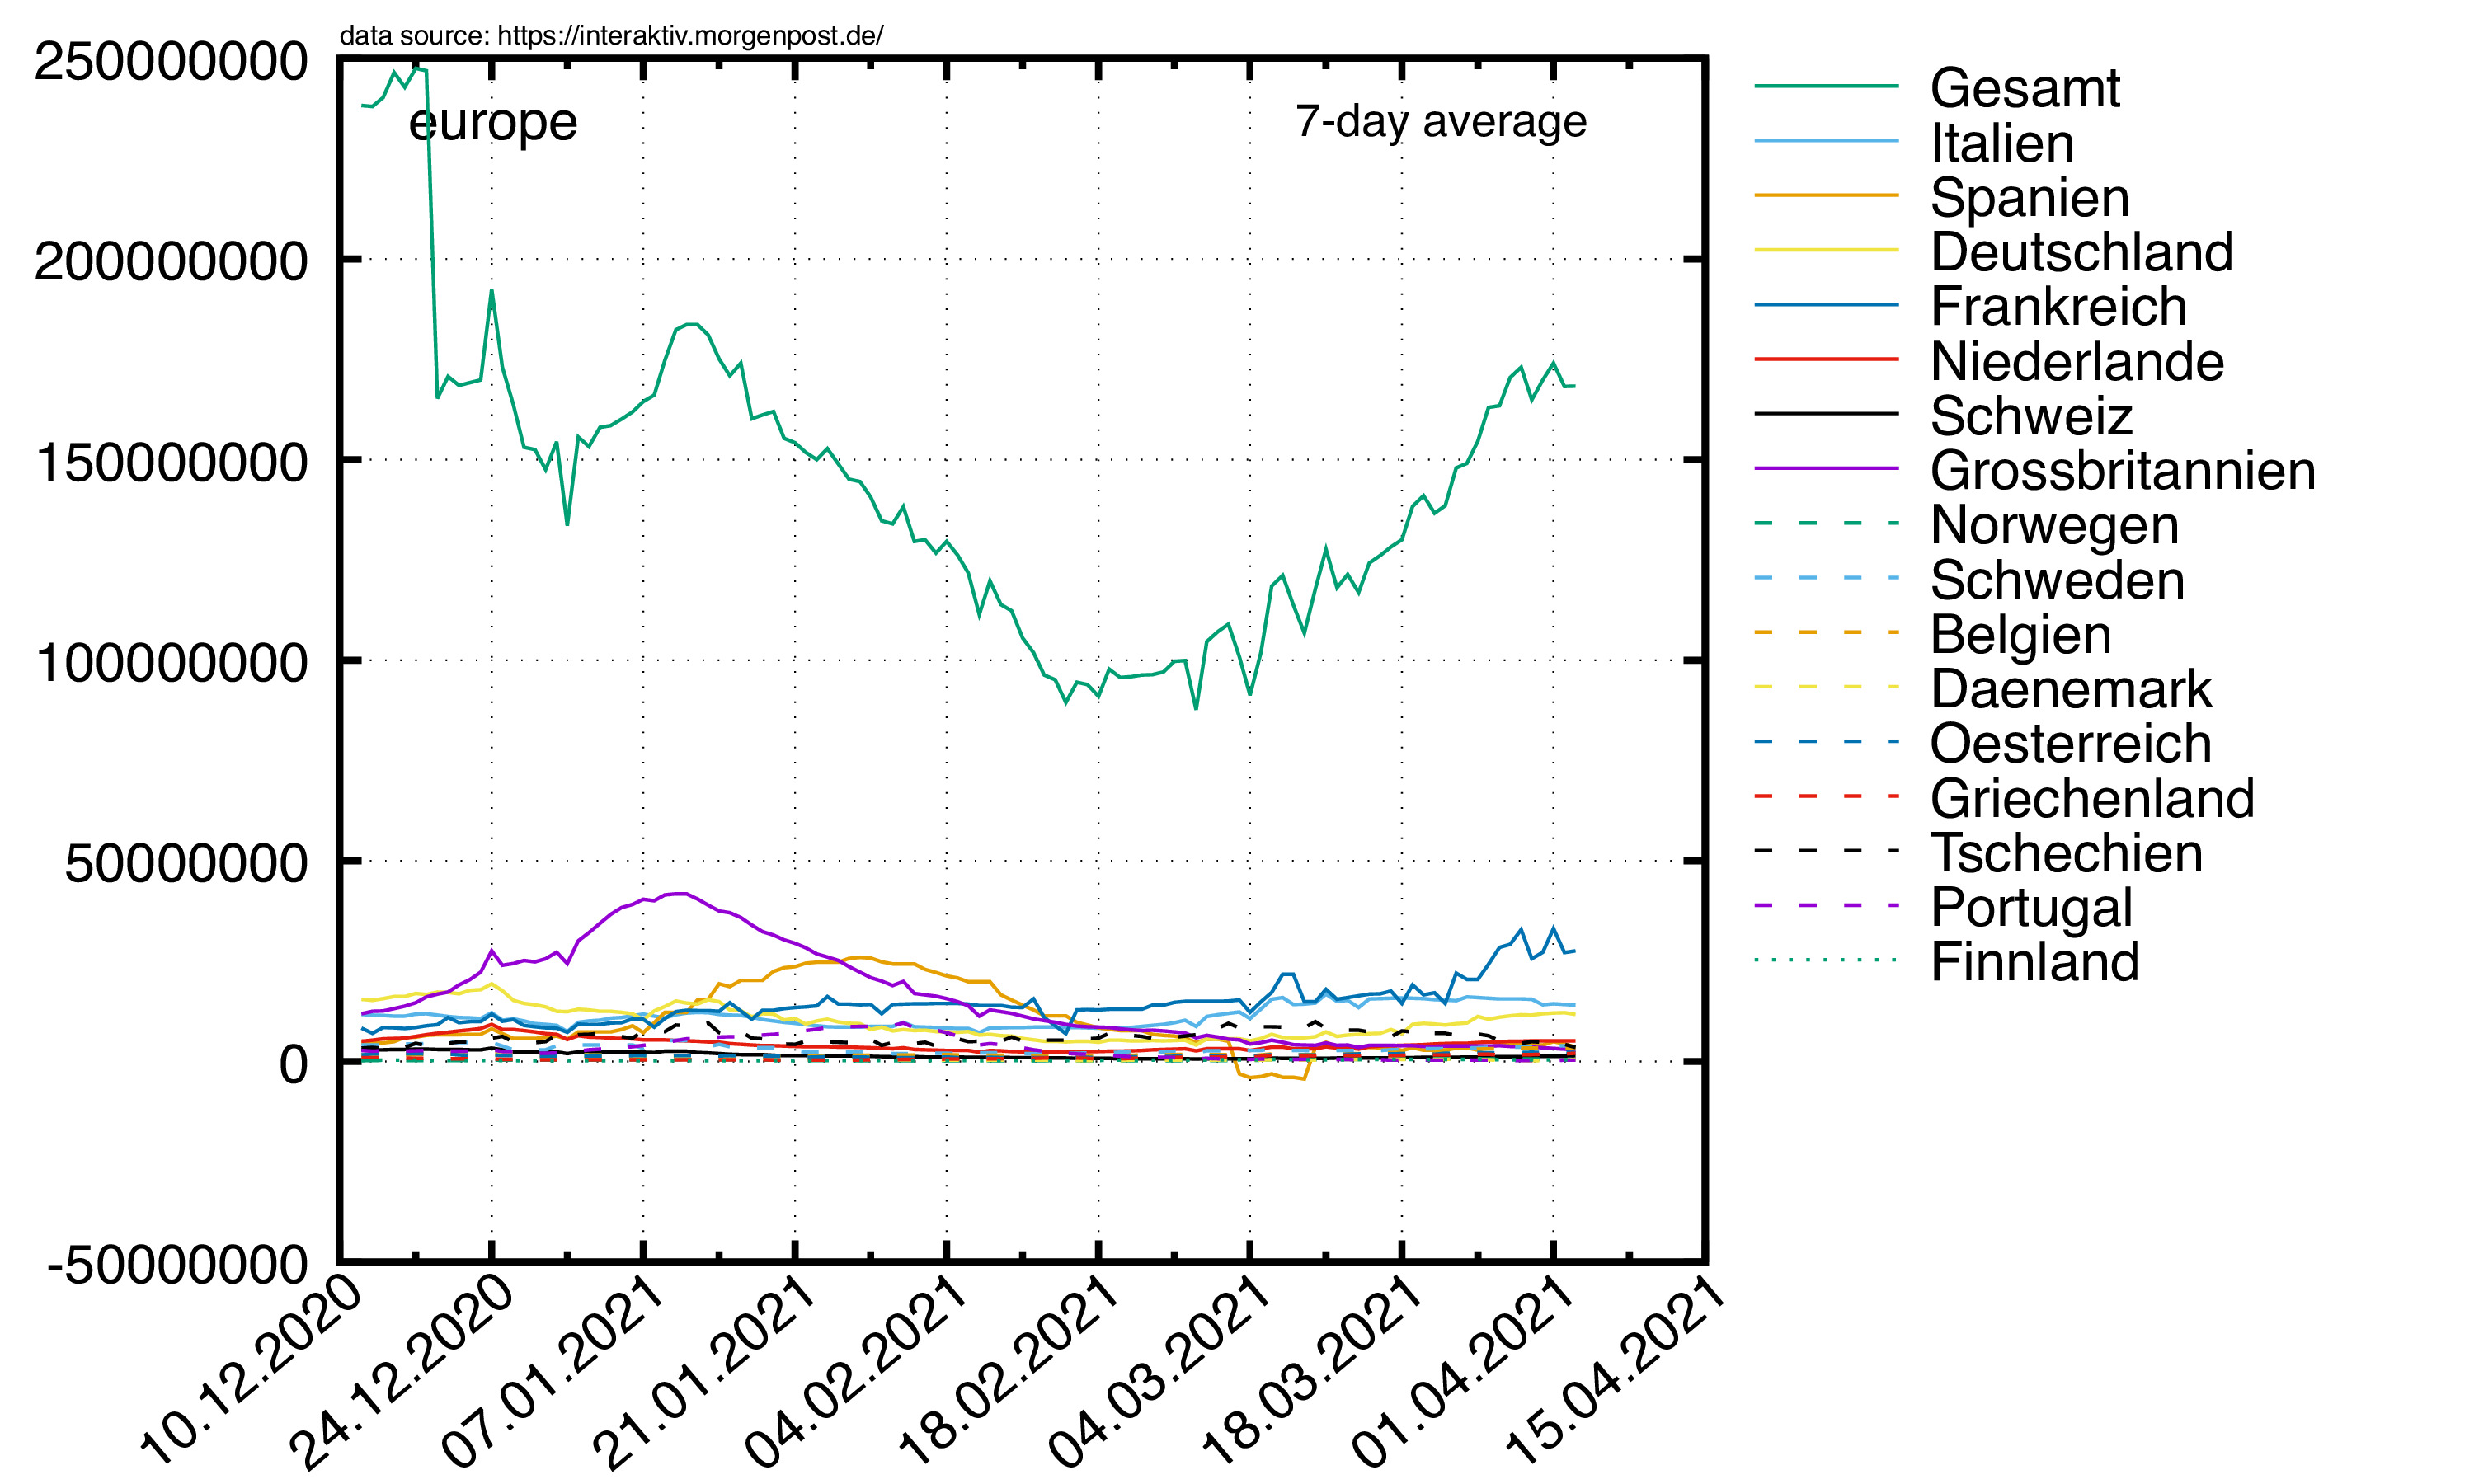 data source: https://interaktiv.morgenpost.de/
europe
7-day average
250000000
200000000
150000000
100000000
50000000
0
-50000000
10.12.2020
24.12.2020
07.01.2021
21.01.2021
04.02.2021
18.02.2021
04.03.2021
18.03.2021
01.04.2021
15.04.2021
Gesamt
Italien
Spanien
Deutschland
Frankreich
Niederlande
Schweiz
Grossbritannien
Norwegen
Schweden
Belgien
Daenemark
Oesterreich
Griechenland
Tschechien
Portugal
Finnland